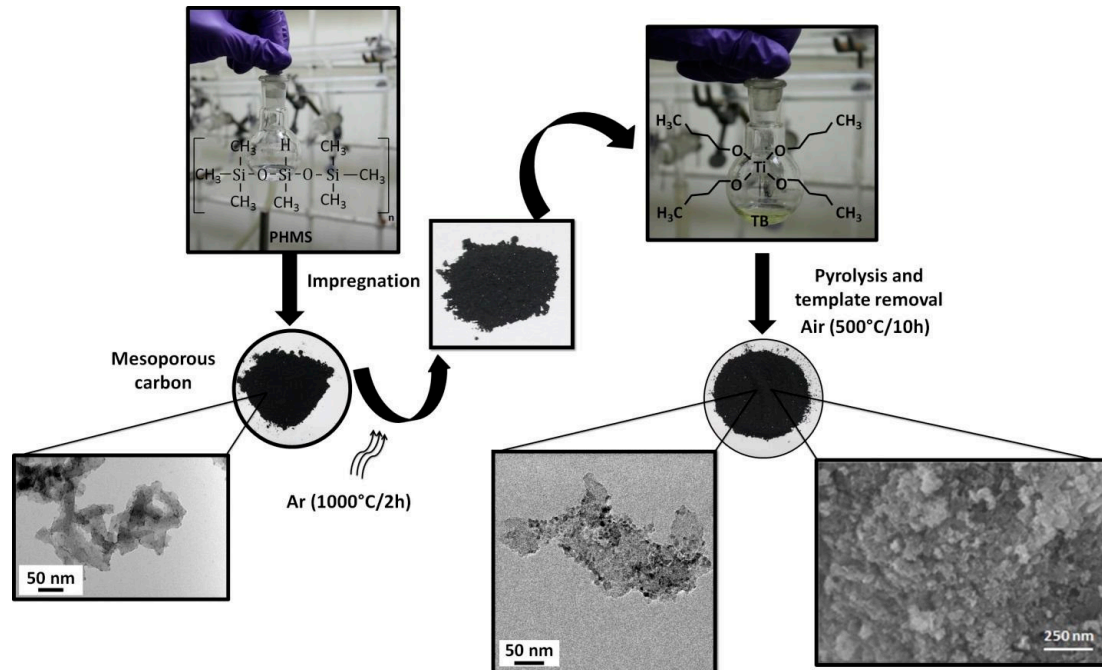 CH₃ H CH₃
CH₃—Si—O—Si—O—Si—CH₃
CH₃ CH₃ CH₃
n
PHMS
Impregnation
Mesoporous
carbon
Ar (1000°C/2h)
50 nm
H₃C CH₃
O O
Ti
O O
H₃C CH₃
TB
Pyrolysis and
template removal
Air (500°C/10h)
50 nm
250 nm